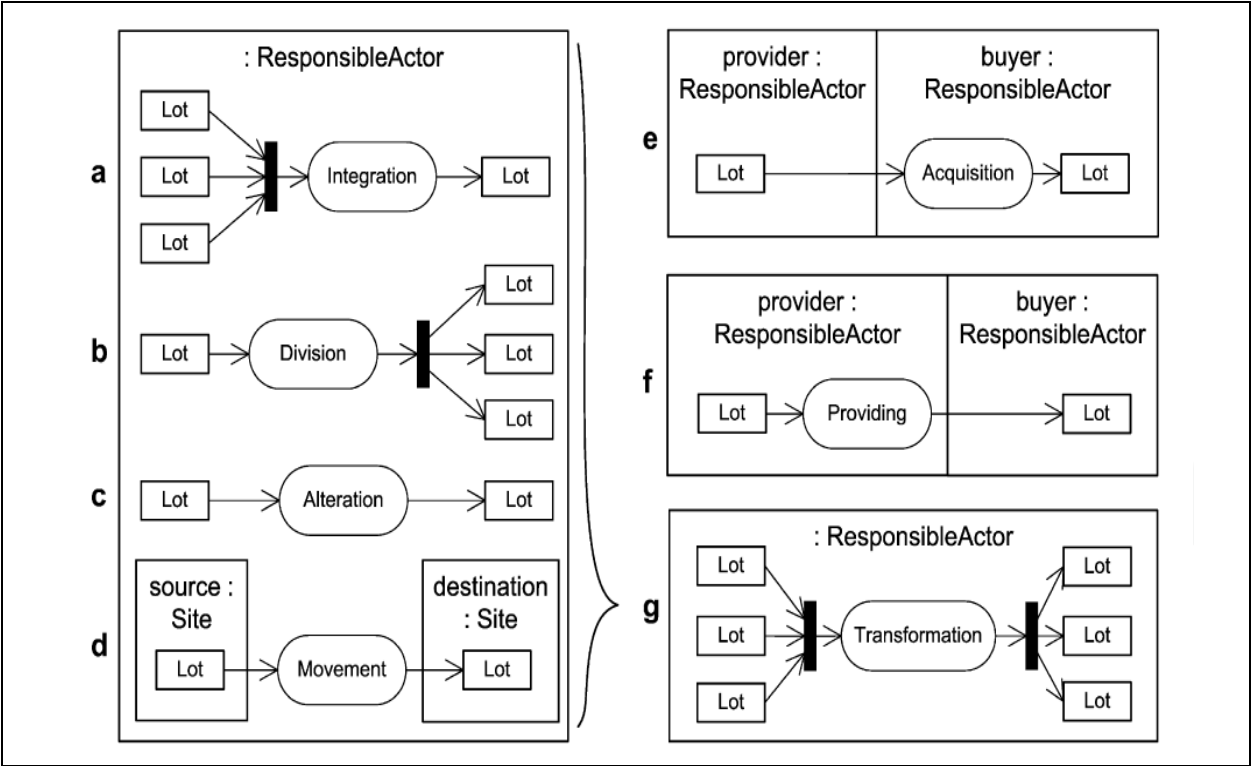 : ResponsibleActor
a
Lot
Lot
Lot
Integration
Lot
b
Lot
Division
Lot
Lot
Lot
c
Lot
Alteration
Lot
d
source :
Site
Lot
Movement
destination
: Site
Lot
e
provider :
ResponsibleActor
buyer :
ResponsibleActor
Lot
Acquisition
Lot
f
provider :
ResponsibleActor
buyer :
ResponsibleActor
Lot
Providing
Lot
g
: ResponsibleActor
Lot
Lot
Lot
Transformation
Lot
Lot
Lot